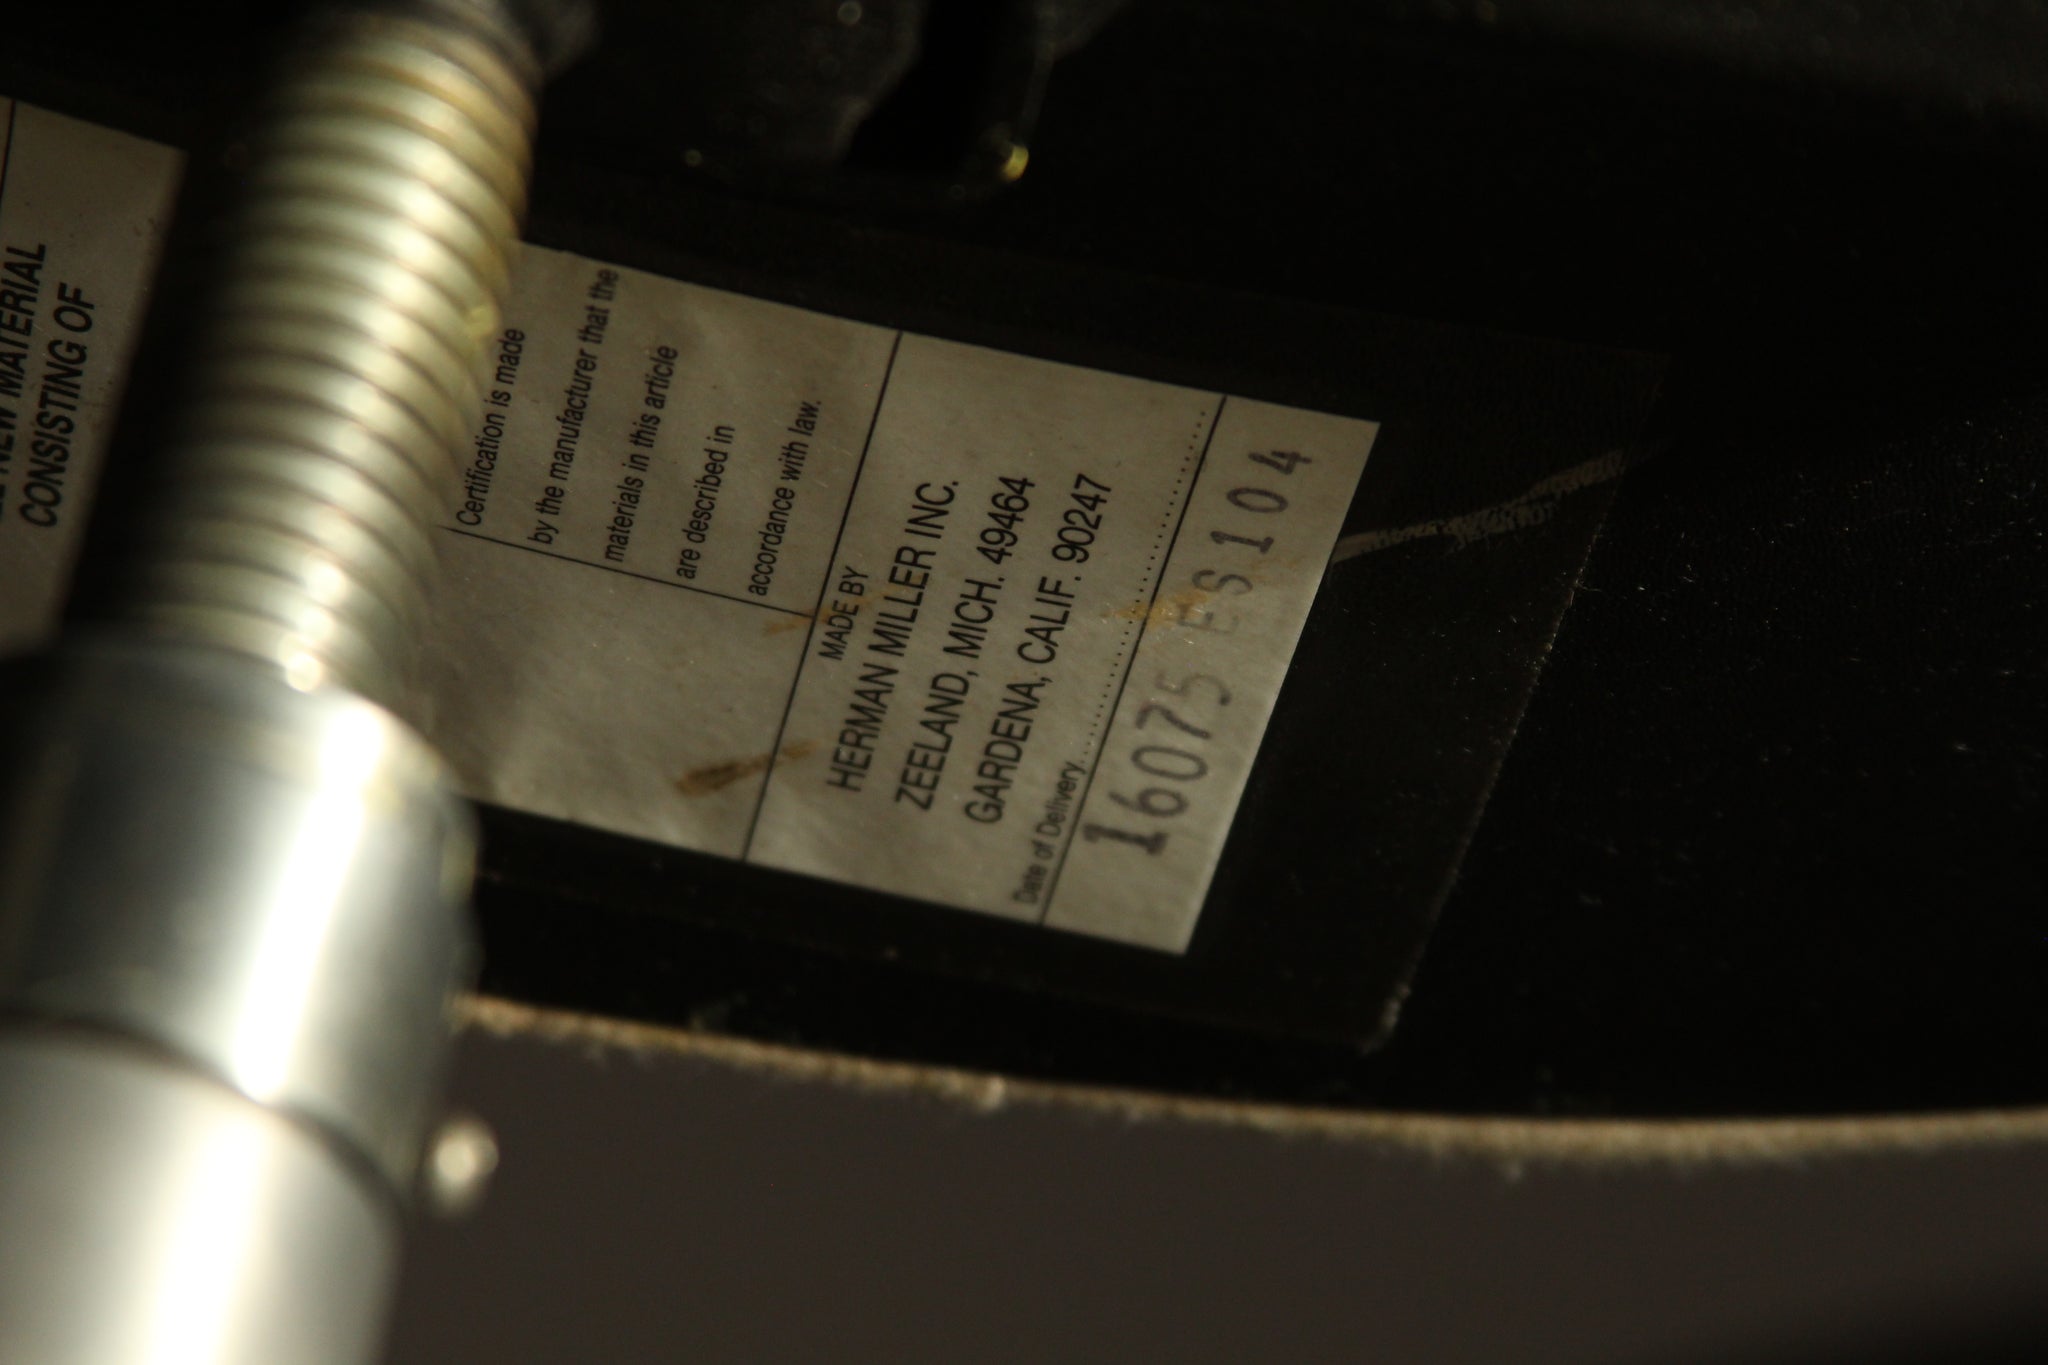 NEW MATERIAL
CONSISTING OF
Certification is made
by the manufacturer that the
materials in this article
are described in
accordance with law.
MADE BY
HERMAN MILLER INC.
ZEELAND, MICH. 49464
GARDENA, CALIF. 90247
Date of Delivery
16075 ES104